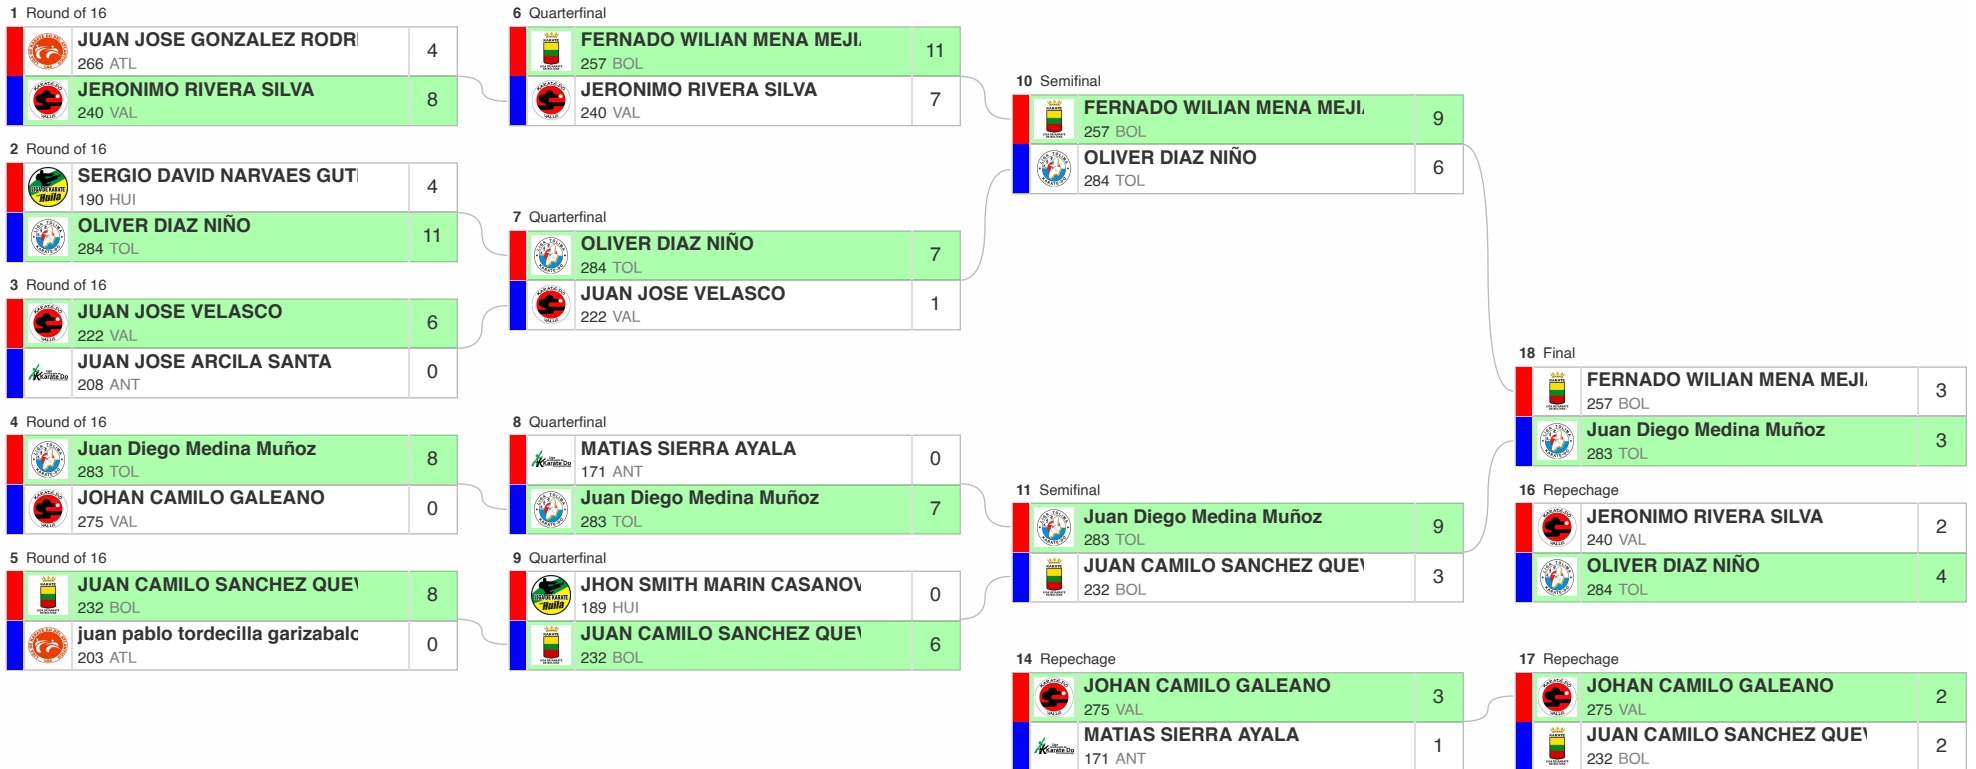 1 Round of 16
JUAN JOSE GONZALEZ RODRI
266 ATL
4
JERONIMO RIVERA SILVA
240 VAL
8
2 Round of 16
SERGIO DAVID NARVAES GUTI
190 HUI
4
OLIVER DIAZ NIÑO
284 TOL
11
3 Round of 16
JUAN JOSE VELASCO
222 VAL
6
JUAN JOSE ARCILA SANTA
208 ANT
0
4 Round of 16
Juan Diego Medina Muñoz
283 TOL
8
JOHAN CAMILO GALEANO
275 VAL
0
5 Round of 16
JUAN CAMILO SANCHEZ QUEV
232 BOL
8
juan pablo tordecilla garizabalo
203 ATL
0
6 Quarterfinal
FERNADO WILIAN MENA MEJIA
257 BOL
11
JERONIMO RIVERA SILVA
240 VAL
7
7 Quarterfinal
OLIVER DIAZ NIÑO
284 TOL
7
JUAN JOSE VELASCO
222 VAL
1
8 Quarterfinal
MATIAS SIERRA AYALA
171 ANT
0
Juan Diego Medina Muñoz
283 TOL
7
9 Quarterfinal
JHON SMITH MARIN CASANOV
189 HUI
0
JUAN CAMILO SANCHEZ QUEV
232 BOL
6
10 Semifinal
FERNADO WILIAN MENA MEJIA
257 BOL
9
OLIVER DIAZ NIÑO
284 TOL
6
11 Semifinal
Juan Diego Medina Muñoz
283 TOL
9
JUAN CAMILO SANCHEZ QUEV
232 BOL
3
14 Repechage
JOHAN CAMILO GALEANO
275 VAL
3
MATIAS SIERRA AYALA
171 ANT
1
18 Final
FERNADO WILIAN MENA MEJIA
257 BOL
3
Juan Diego Medina Muñoz
283 TOL
3
16 Repechage
JERONIMO RIVERA SILVA
240 VAL
2
OLIVER DIAZ NIÑO
284 TOL
4
17 Repechage
JOHAN CAMILO GALEANO
275 VAL
2
JUAN CAMILO SANCHEZ QUEV
232 BOL
2